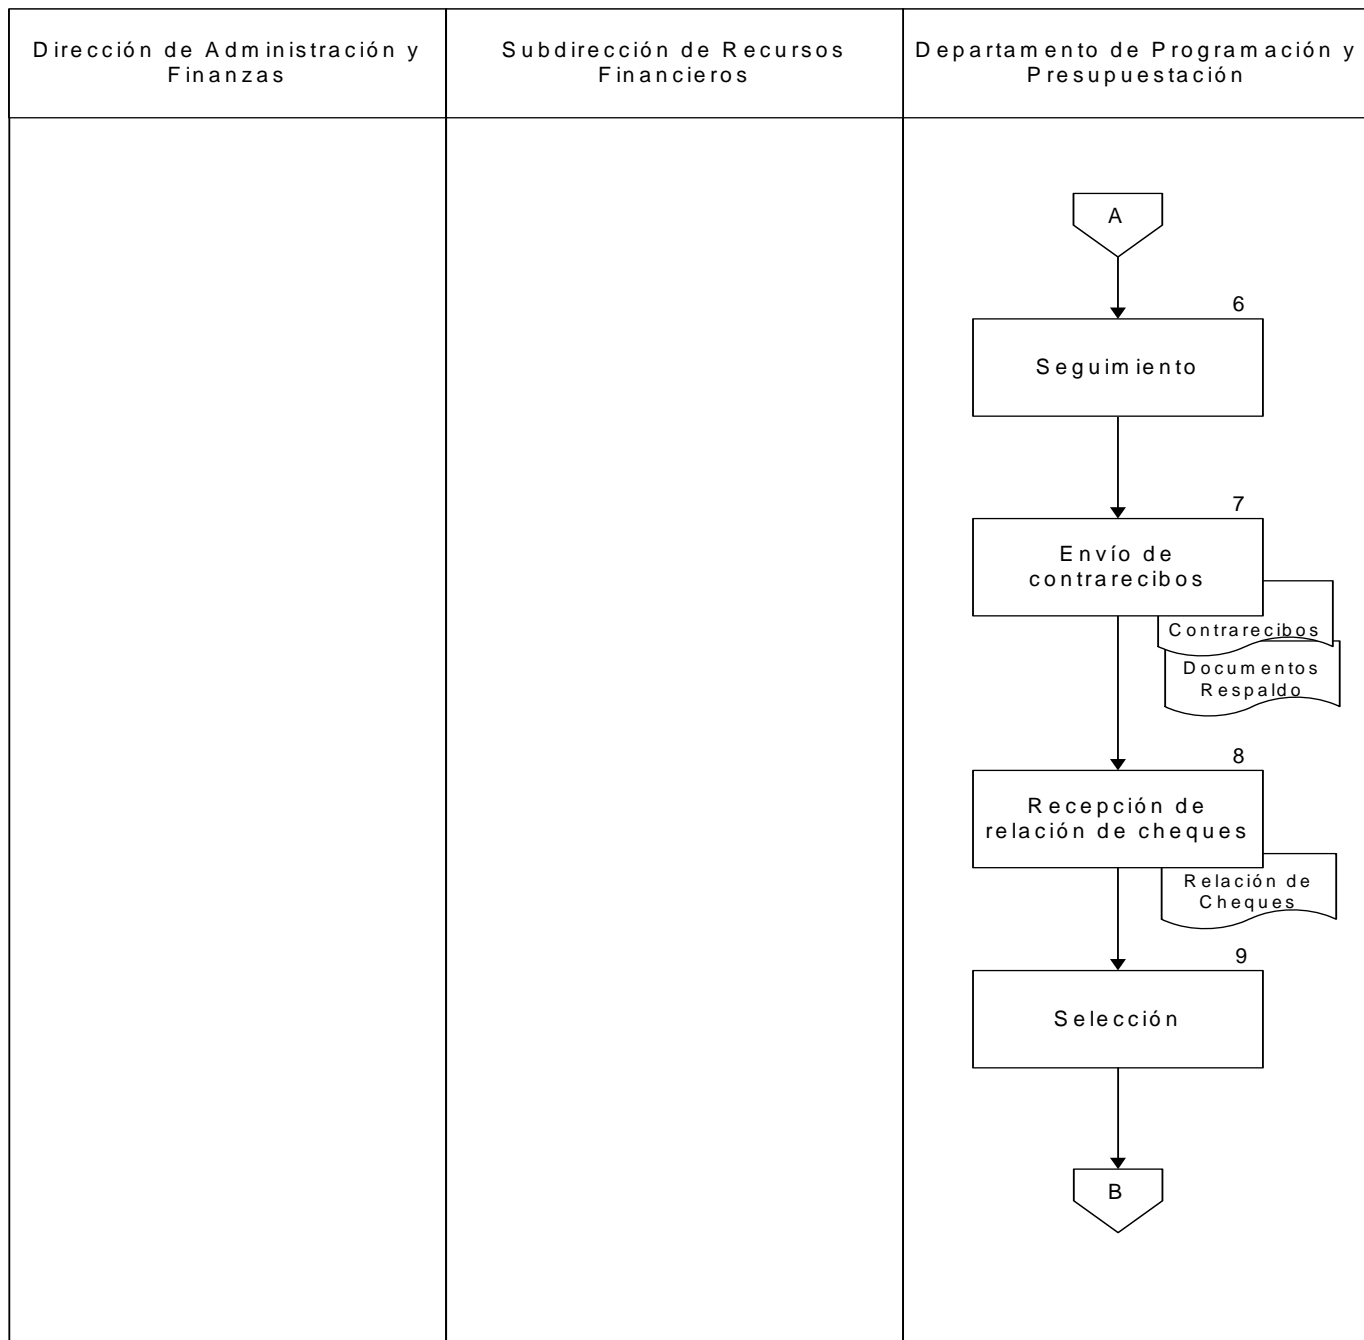 Dirección de Administración y
Finanzas
Subdirección de Recursos
Financieros
Departamento de Programación y
Presupuestación
A
6
Seguimiento
7
Envío de
contrarecibos
Contrarecibos
Documentos
Respaldo
8
Recepción de
relación de cheques
Relación de
Cheques
9
Selección
B